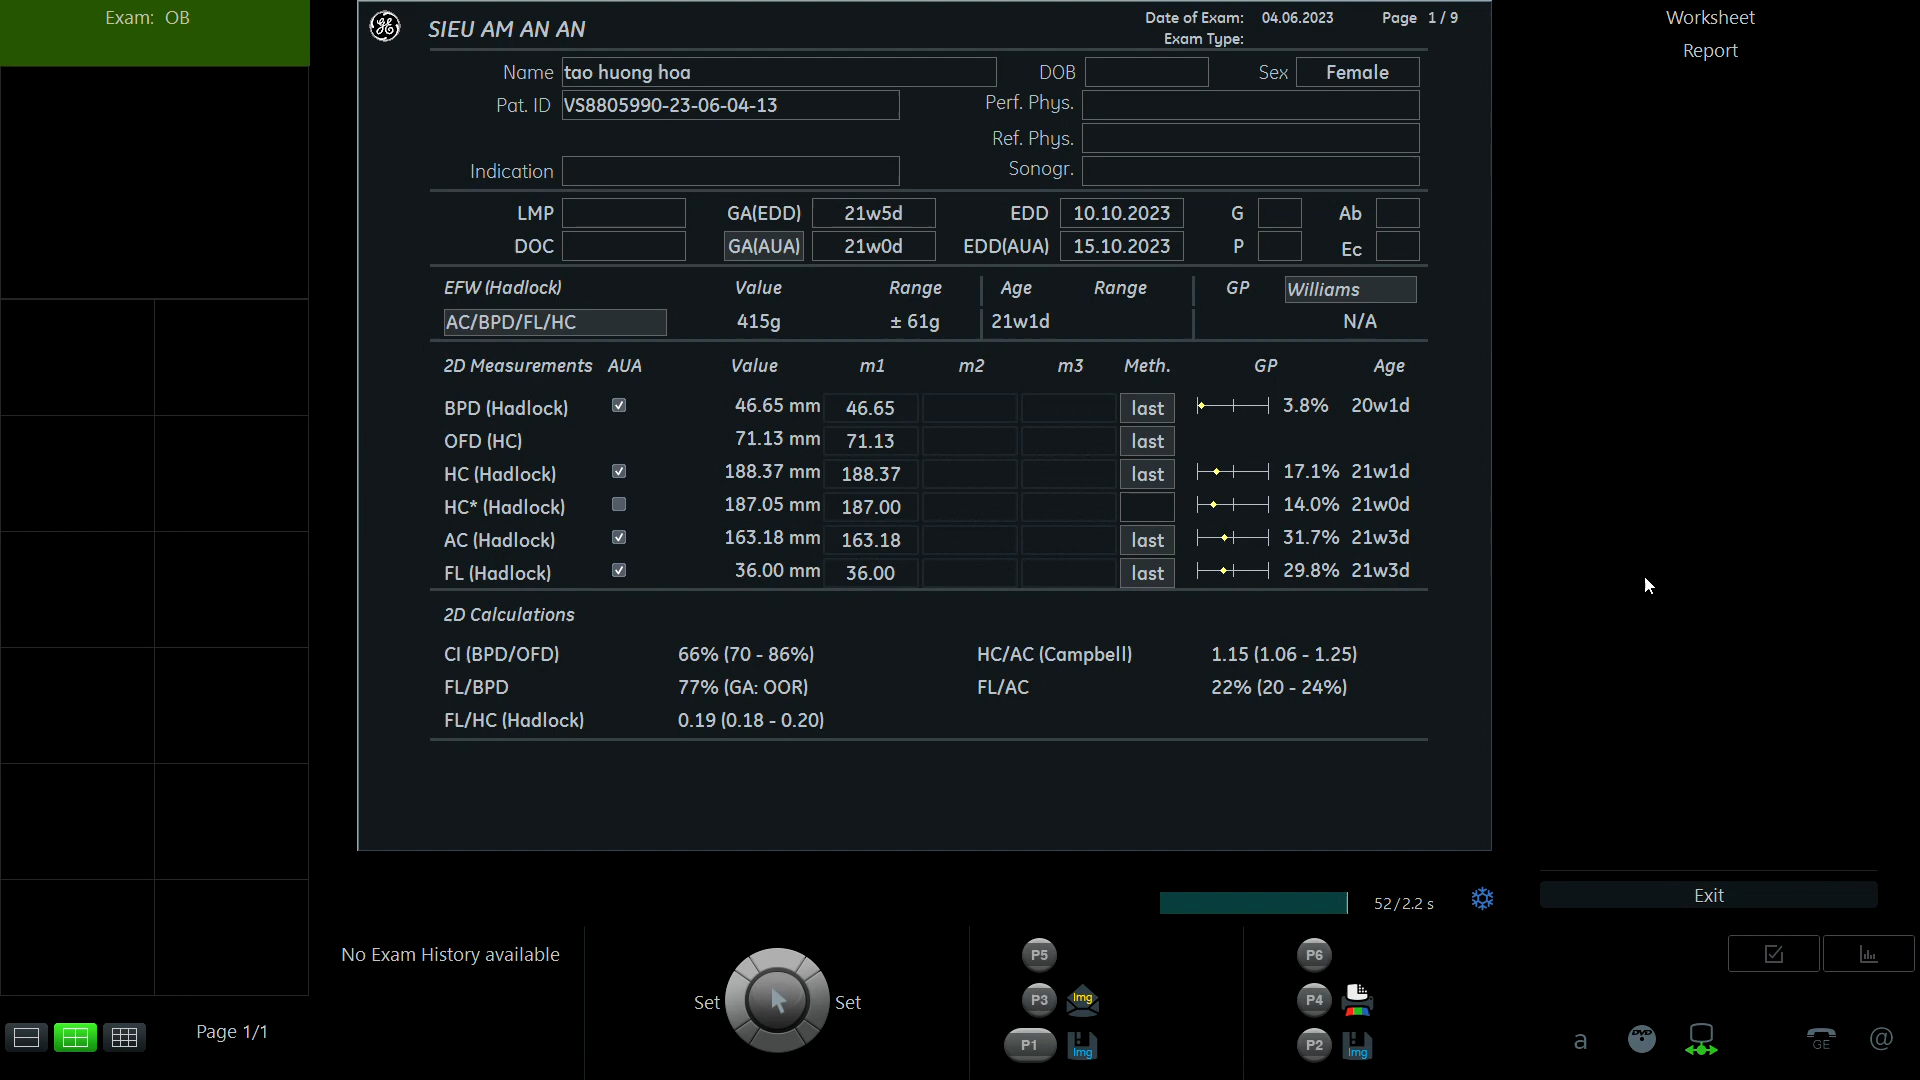 Exam: OB
SIEU AM AN AN
Date of Exam: 04.06.2023 Page 1 / 9
Exam Type:
Name tao huong hoa DOB Sex Female
Pat. ID VS8805990-23-06-04-13 Perf. Phys.
Ref. Phys.
Indication Sonogr.
LMP GA(EDD) 21w5d EDD 10.10.2023 G Ab
DOC GA(AUA) 21w0d EDD(AUA) 15.10.2023 P Ec
EFW (Hadlock) Value Range Age Range GP Williams
AC/BPD/FL/HC 415g ± 61g 21w1d N/A
2D Measurements AUA Value m1 m2 m3 Meth. GP Age
BPD (Hadlock) 46.65 mm 46.65 last 3.8% 20w1d
OFD (HC) 71.13 mm 71.13 last
HC (Hadlock) 188.37 mm 188.37 last 17.1% 21w1d
HC* (Hadlock) 187.05 mm 187.00 14.0% 21w0d
AC (Hadlock) 163.18 mm 163.18 last 31.7% 21w3d
FL (Hadlock) 36.00 mm 36.00 last 29.8% 21w3d
2D Calculations
CI (BPD/OFD) 66% (70 - 86%) HC/AC (Campbell) 1.15 (1.06 - 1.25)
FL/BPD 77% (GA: OOR) FL/AC 22% (20 - 24%)
FL/HC (Hadlock) 0.19 (0.18 - 0.20)
Worksheet
Report
52/2.2 s
Exit
No Exam History available
Set Set
P5 P6
P3 Img P4
P1 Img P2 Img
Page 1/1
a DVD GE @